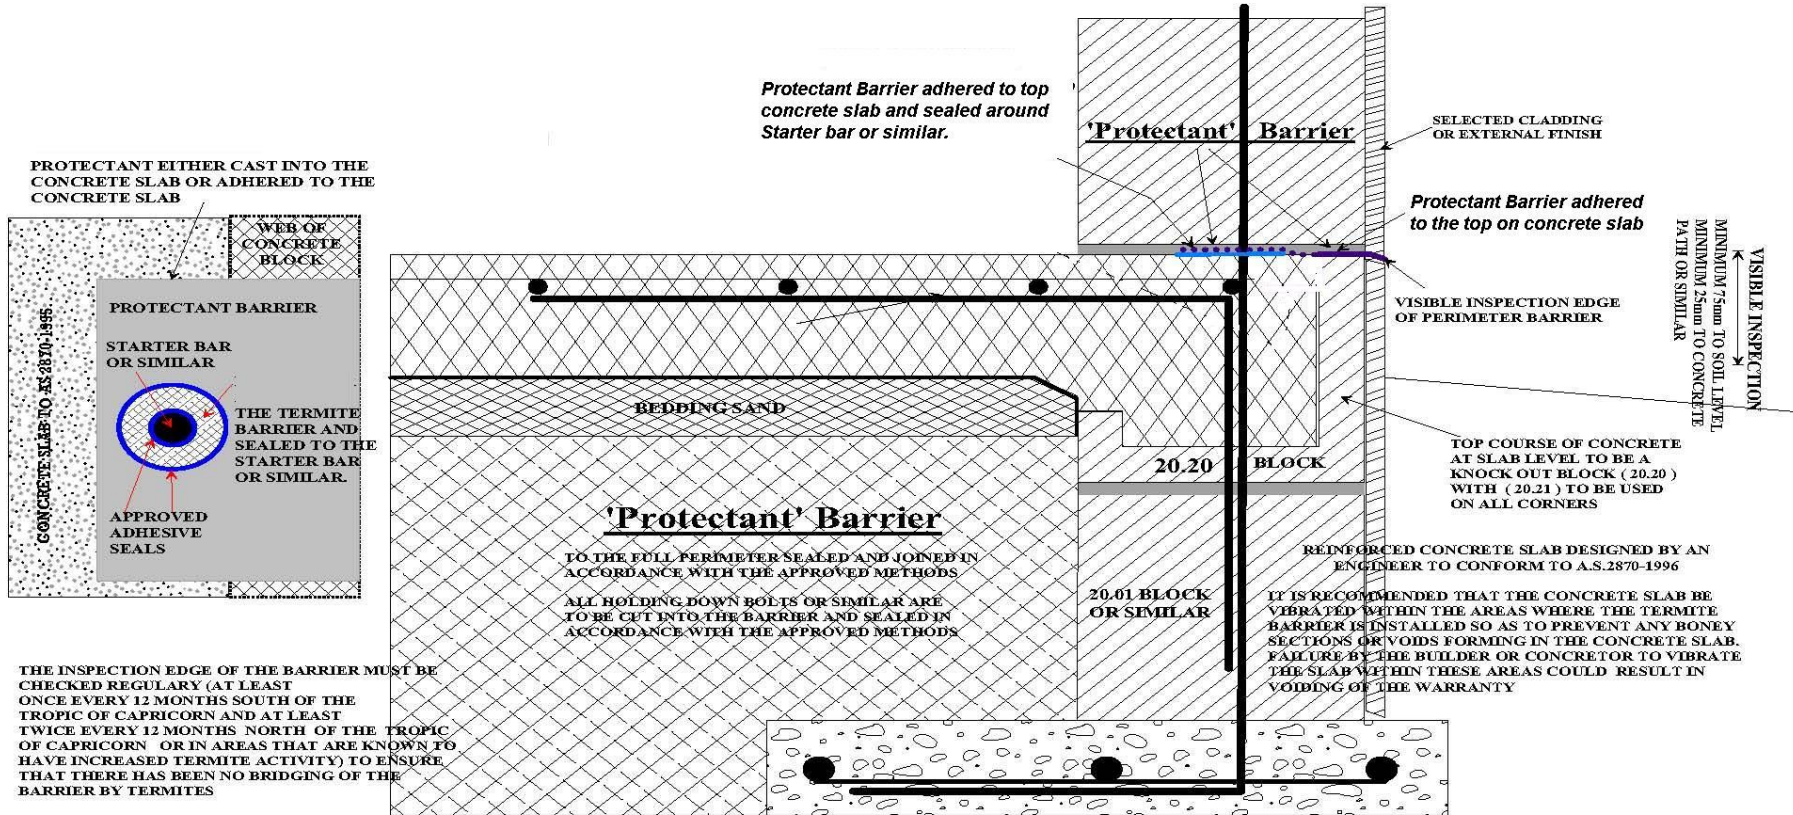 Protectant Barrier adhered to top
concrete slab and sealed around
Starter bar or similar.
'Protectant' Barrier
SELECTED CLADDING
OR EXTERNAL FINISH
PROTECTANT EITHER CAST INTO THE
CONCRETE SLAB OR ADHERED TO THE
CONCRETE SLAB
Protectant Barrier adhered
to the top on concrete slab
WEB OF
CONCRETE
BLOCK
VISIBLE INSPECTION
MINIMUM 75mm TO SOIL LEVEL
MINIMUM 25mm TO CONCRETE
PATH OR SIMILAR
PROTECTANT BARRIER
VISIBLE INSPECTION EDGE
OF PERIMETER BARRIER
CONCRETE SLAB TO AS 2870-1995
STARTER BAR
OR SIMILAR
THE TERMITE
BARRIER AND
SEALED TO THE
STARTER BAR
OR SIMILAR.
BEDDING SAND
APPROVED
ADHESIVE
SEALS
20.20 BLOCK
TOP COURSE OF CONCRETE
AT SLAB LEVEL TO BE A
KNOCK OUT BLOCK ( 20.20 )
WITH ( 20.21 ) TO BE USED
ON ALL CORNERS
'Protectant' Barrier
TO THE FULL PERIMETER SEALED AND JOINED IN
ACCORDANCE WITH THE APPROVED METHODS
ALL HOLDING DOWN BOLTS OR SIMILAR ARE
TO BE CUT INTO THE BARRIER AND SEALED IN
ACCORDANCE WITH THE APPROVED METHODS
20.01 BLOCK
OR SIMILAR
REINFORCED CONCRETE SLAB DESIGNED BY AN
ENGINEER TO CONFORM TO A.S.2870-1996
IT IS RECOMMENDED THAT THE CONCRETE SLAB BE
VIBRATED WITHIN THE AREAS WHERE THE TERMITE
BARRIER IS INSTALLED SO AS TO PREVENT ANY BONEY
SECTIONS OR VOIDS FORMING IN THE CONCRETE SLAB.
FAILURE BY THE BUILDER OR CONCRETOR TO VIBRATE
THE SLAB WITHIN THESE AREAS COULD RESULT IN
VOIDING OF THE WARRANTY
THE INSPECTION EDGE OF THE BARRIER MUST BE
CHECKED REGULARY (AT LEAST
ONCE EVERY 12 MONTHS SOUTH OF THE
TROPIC OF CAPRICORN AND AT LEAST
TWICE EVERY 12 MONTHS NORTH OF THE TROPIC
OF CAPRICORN OR IN AREAS THAT ARE KNOWN TO
HAVE INCREASED TERMITE ACTIVITY) TO ENSURE
THAT THERE HAS BEEN NO BRIDGING OF THE
BARRIER BY TERMITES